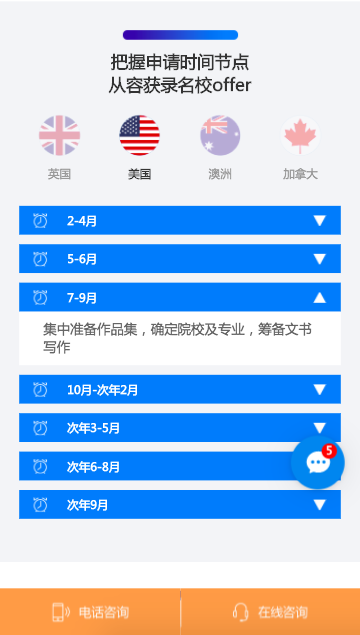 把握申请时间节点
从容获录名校offer
英国
美国
澳洲
加拿大
2-4月
5-6月
7-9月
集中准备作品集，确定院校及专业，筹备文书
写作
10月-次年2月
次年3-5月
次年6-8月
5
次年9月
电话咨询
在线咨询